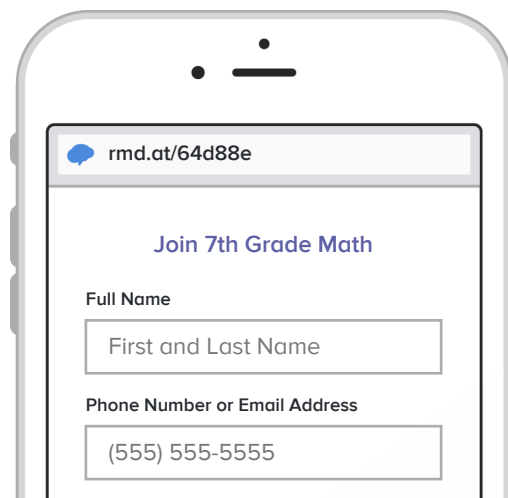 rmd.at/64d88e
Join 7th Grade Math
Full Name
First and Last Name
Phone Number or Email Address
(555) 555-5555